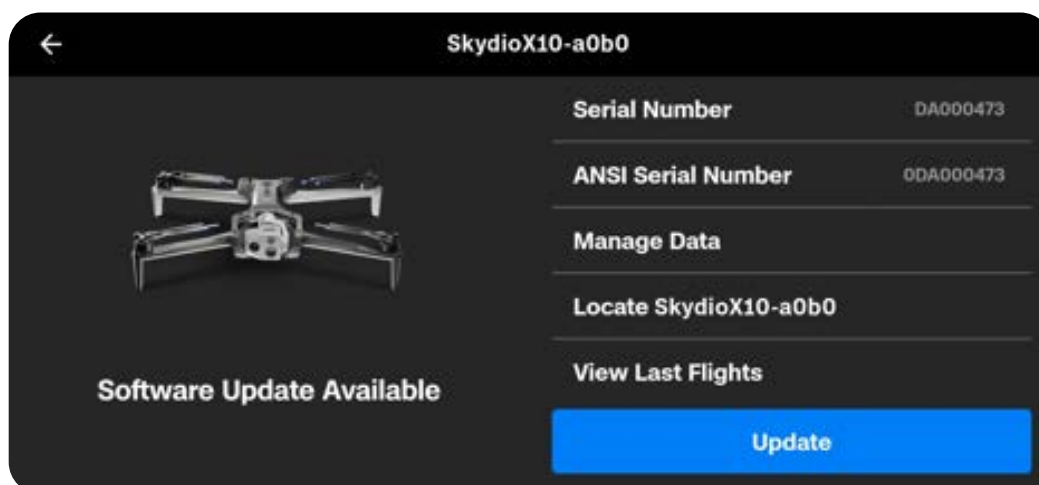 SkydioX10-a0b0
Serial Number DA000473
ANSI Serial Number 0DA000473
Manage Data
Locate SkydioX10-a0b0
View Last Flights
Software Update Available
Update